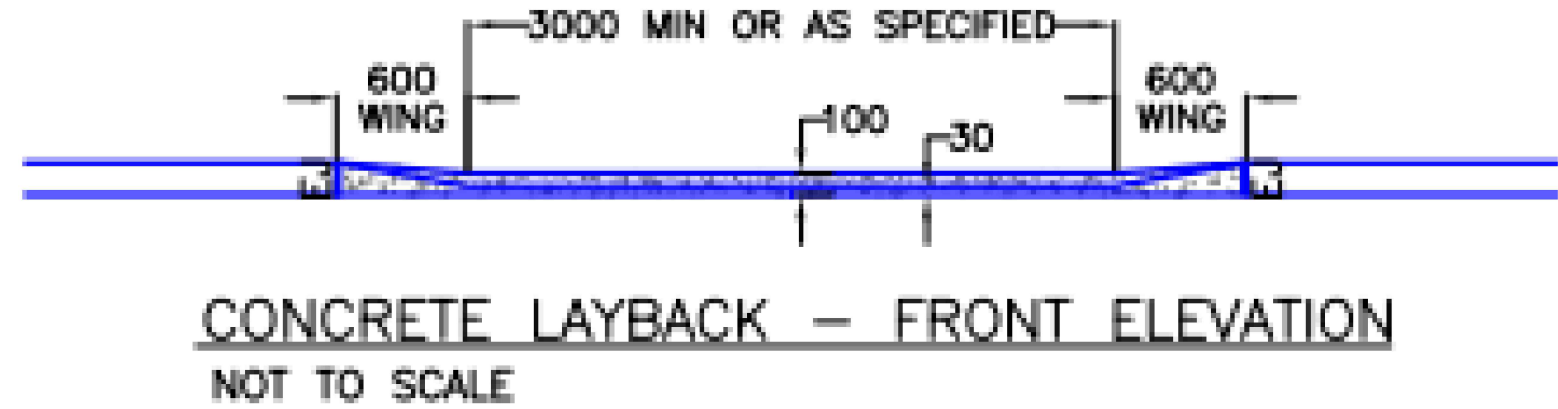 3000 MIN OR AS SPECIFIED
600
WING
600
WING
100
30
CONCRETE LAYBACK – FRONT ELEVATION
NOT TO SCALE